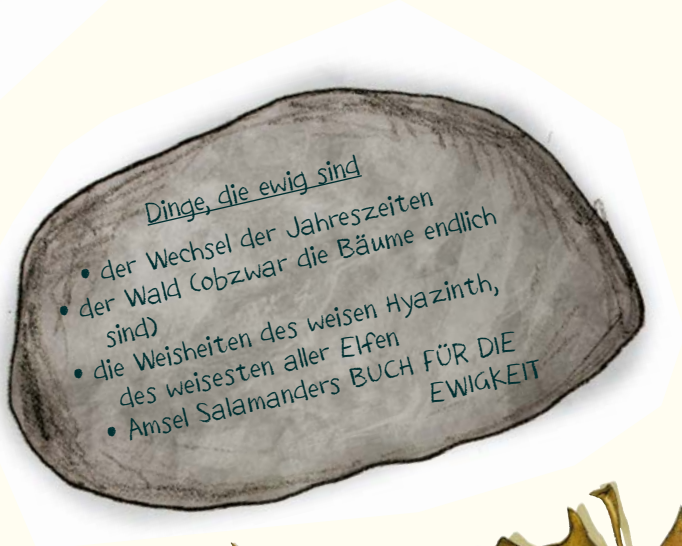 Dinge, die ewig sind
• der Wechsel der Jahreszeiten
• der Wald (obzwar die Bäume endlich
sind)
• die Weisheiten des weisen Hyazinth,
des weisesten aller Elfen
• Amsel Salamanders BUCH FÜR DIE
EWIGKEIT